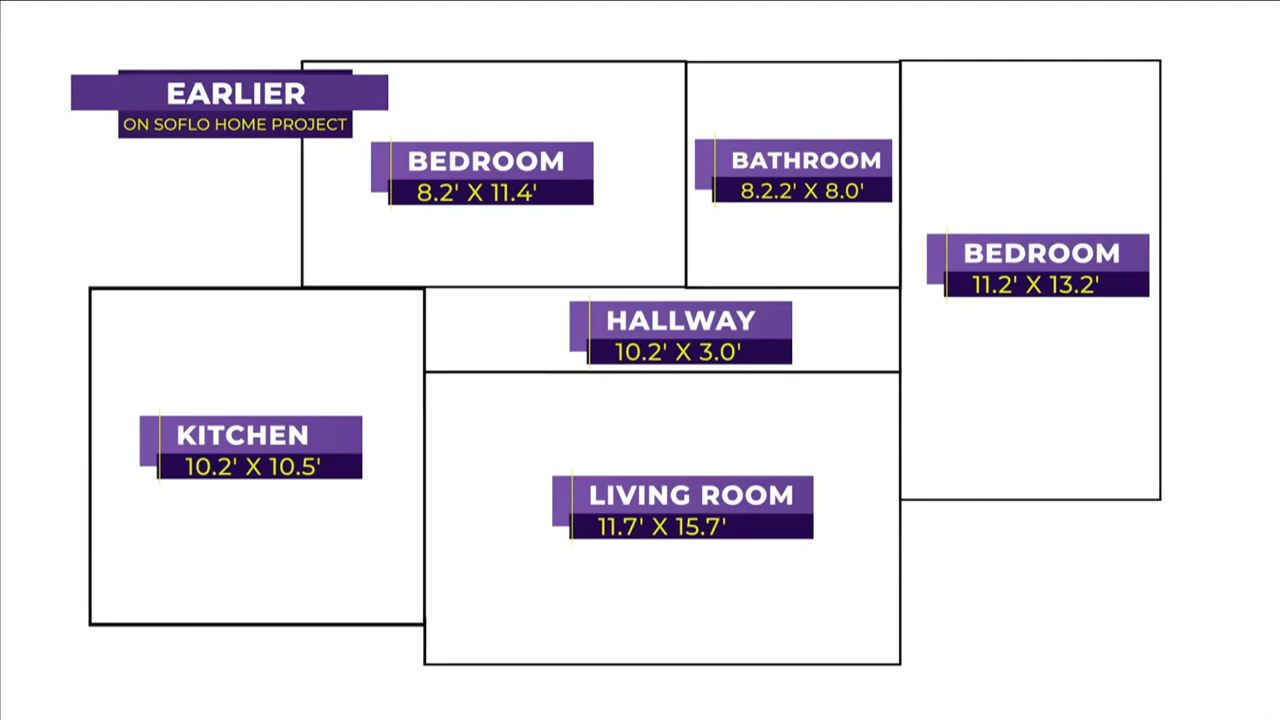 EARLIER
ON SOFLO HOME PROJECT
BEDROOM
8.2' X 11.4'
BATHROOM
8.2.2' X 8.0'
BEDROOM
11.2' X 13.2'
HALLWAY
10.2' X 3.0'
KITCHEN
10.2' X 10.5'
LIVING ROOM
11.7' X 15.7'